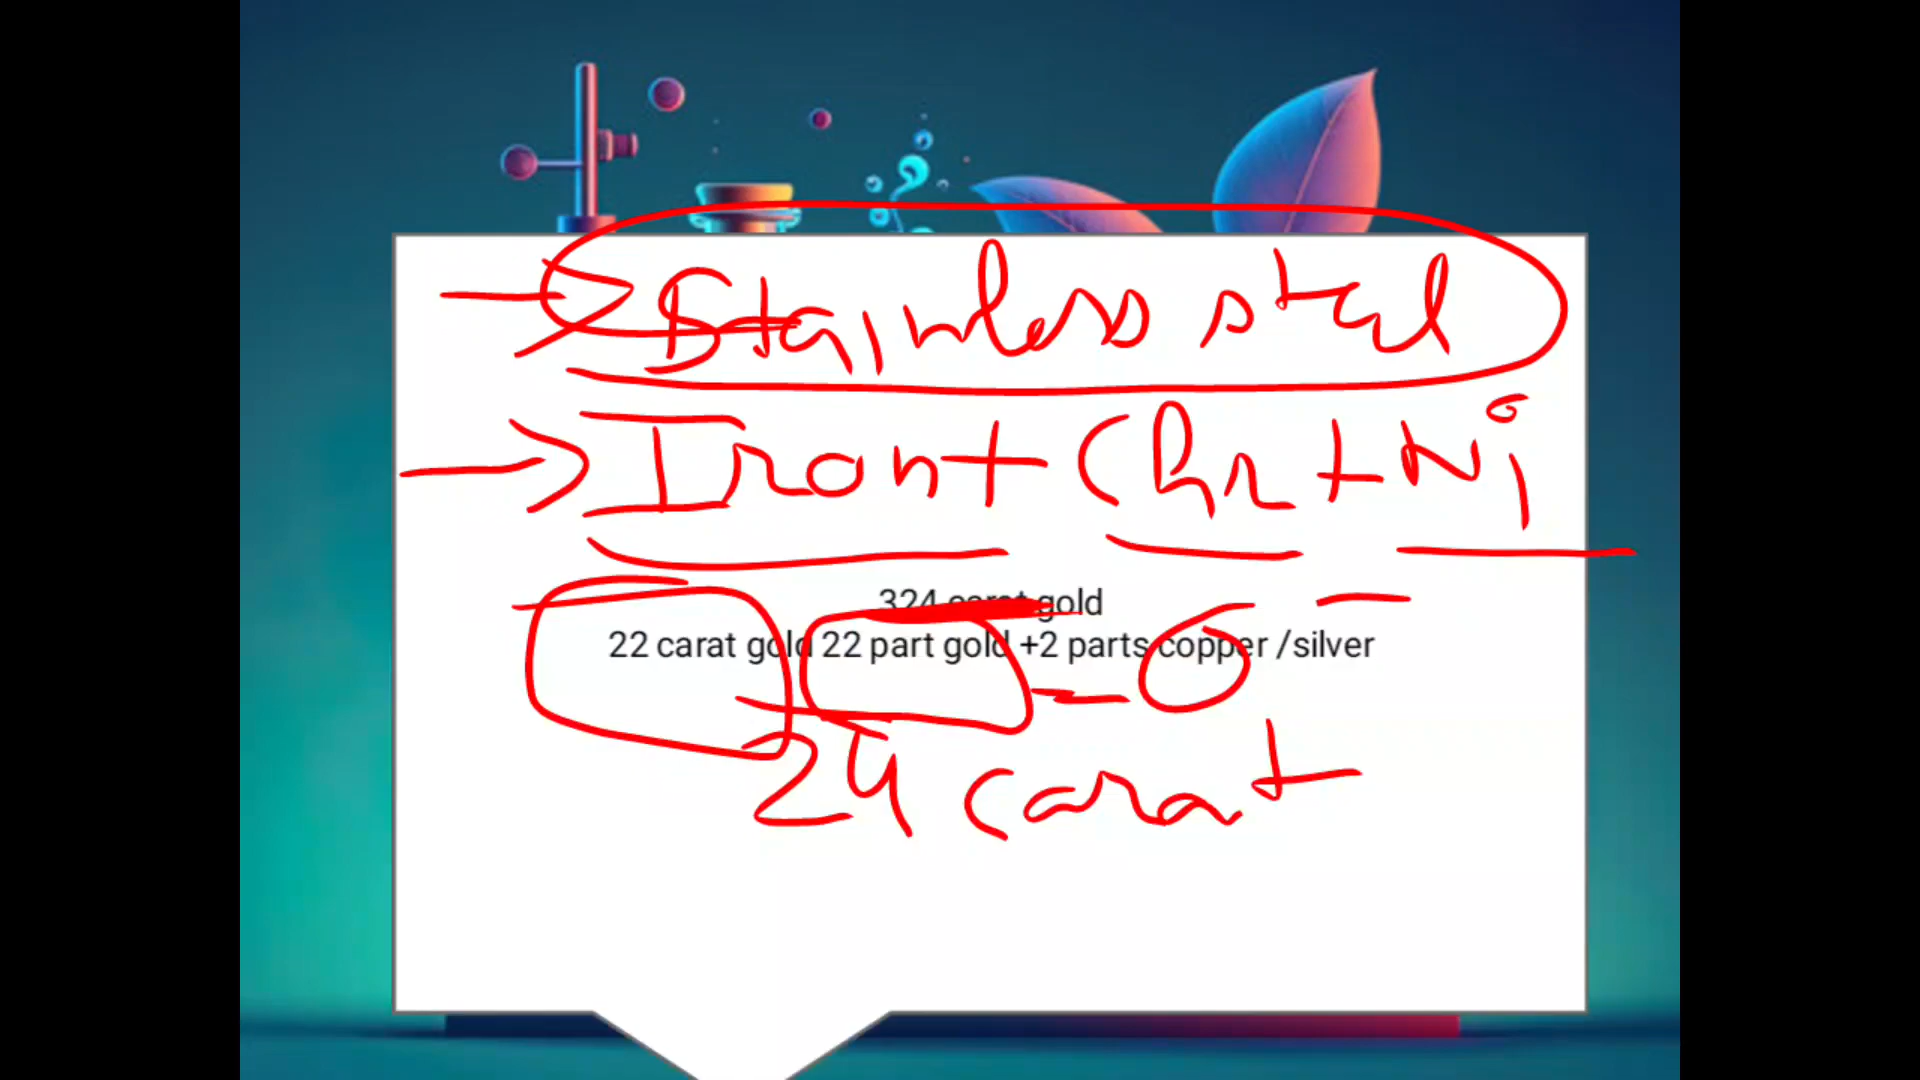 → Stainless steel
→ Iron + Chr + Ni
324 carat gold
22 carat gold 22 part gold +2 parts copper /silver
24 carat